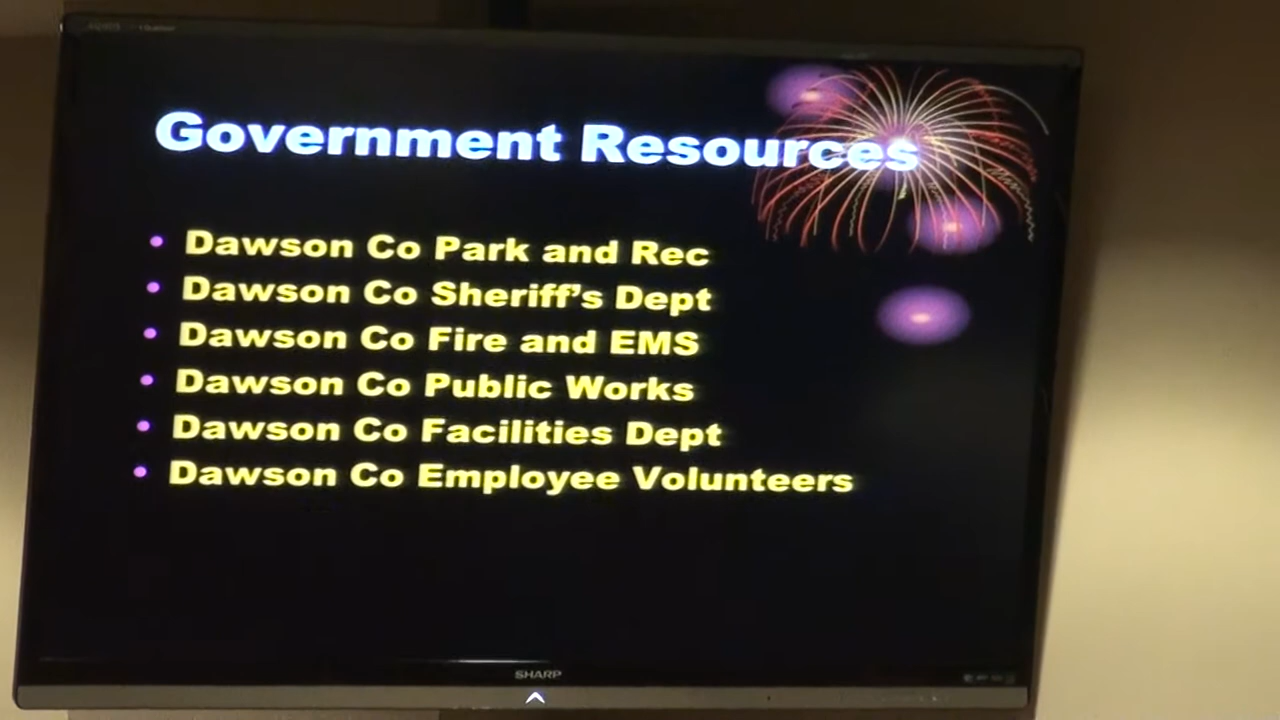 Government Resources
• Dawson Co Park and Rec
• Dawson Co Sheriff's Dept
• Dawson Co Fire and EMS
• Dawson Co Public Works
• Dawson Co Facilities Dept
• Dawson Co Employee Volunteers
SHARP